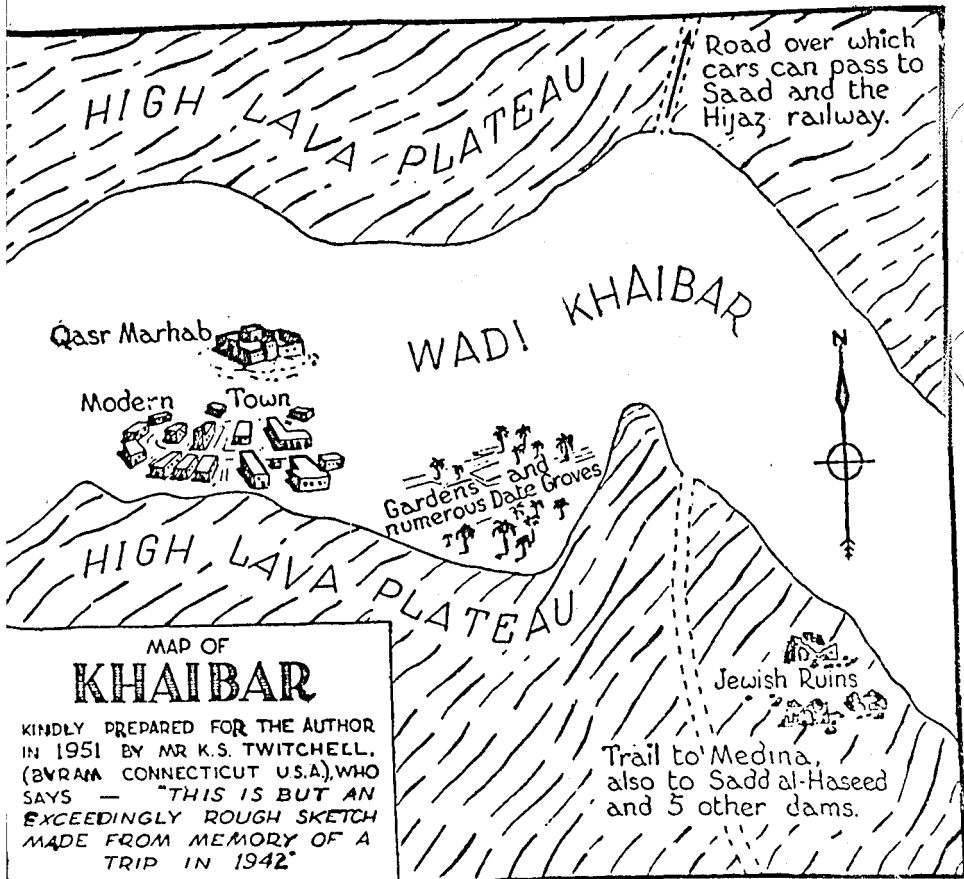 HIGH LAVA PLATEAU
Road over which
cars can pass to
Saad and the
Hijaz railway.
WADI KHAIBAR
Qasr Marhab
Modern Town
N
Gardens and
numerous Date Groves
HIGH LAVA PLATEAU
Jewish Ruins
Trail to Medina,
also to Sadd al-Haseed
and 5 other dams.
MAP OF
KHAIBAR
KINDLY PREPARED FOR THE AUTHOR
IN 1951 BY MR K.S. TWITCHELL,
(BYRAM CONNECTICUT U.S.A.), WHO
SAYS — "THIS IS BUT AN
EXCEEDINGLY ROUGH SKETCH
MADE FROM MEMORY OF A
TRIP IN 1942"